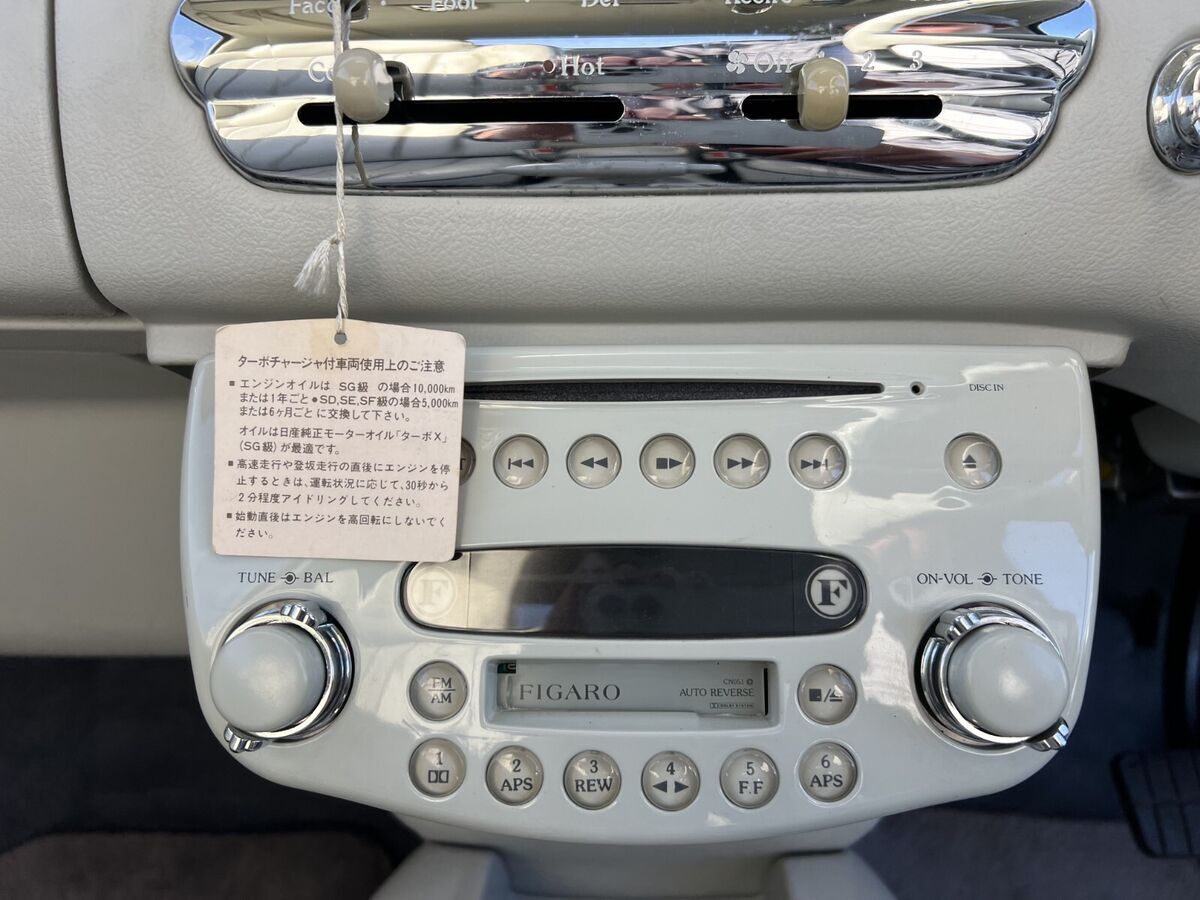 Foot
Def
Hot Off 2 3
ターボチャージャ付車両使用上のご注意
■ エンジンオイルは SG級 の場合10,000km
または1年ごと●SD,SE,SF級の場合5,000km
または6ヶ月ごとに交換して下さい。
オイルは日産純正モーターオイル「ターボX」
(SG級)が最適です。
■ 高速走行や登坂走行の直後にエンジンを停
止するときは、運転状況に応じて、30秒から
2分程度アイドリングしてください。
■ 始動直後はエンジンを高回転にしないでく
ださい。
DISC IN
TUNE BAL
ON-VOL TONE
F F
FM
AM
FIGARO
CN051
AUTO REVERSE
DOLBY SYSTEM
1
2
APS
3
REW
4
5
F.F
6
APS